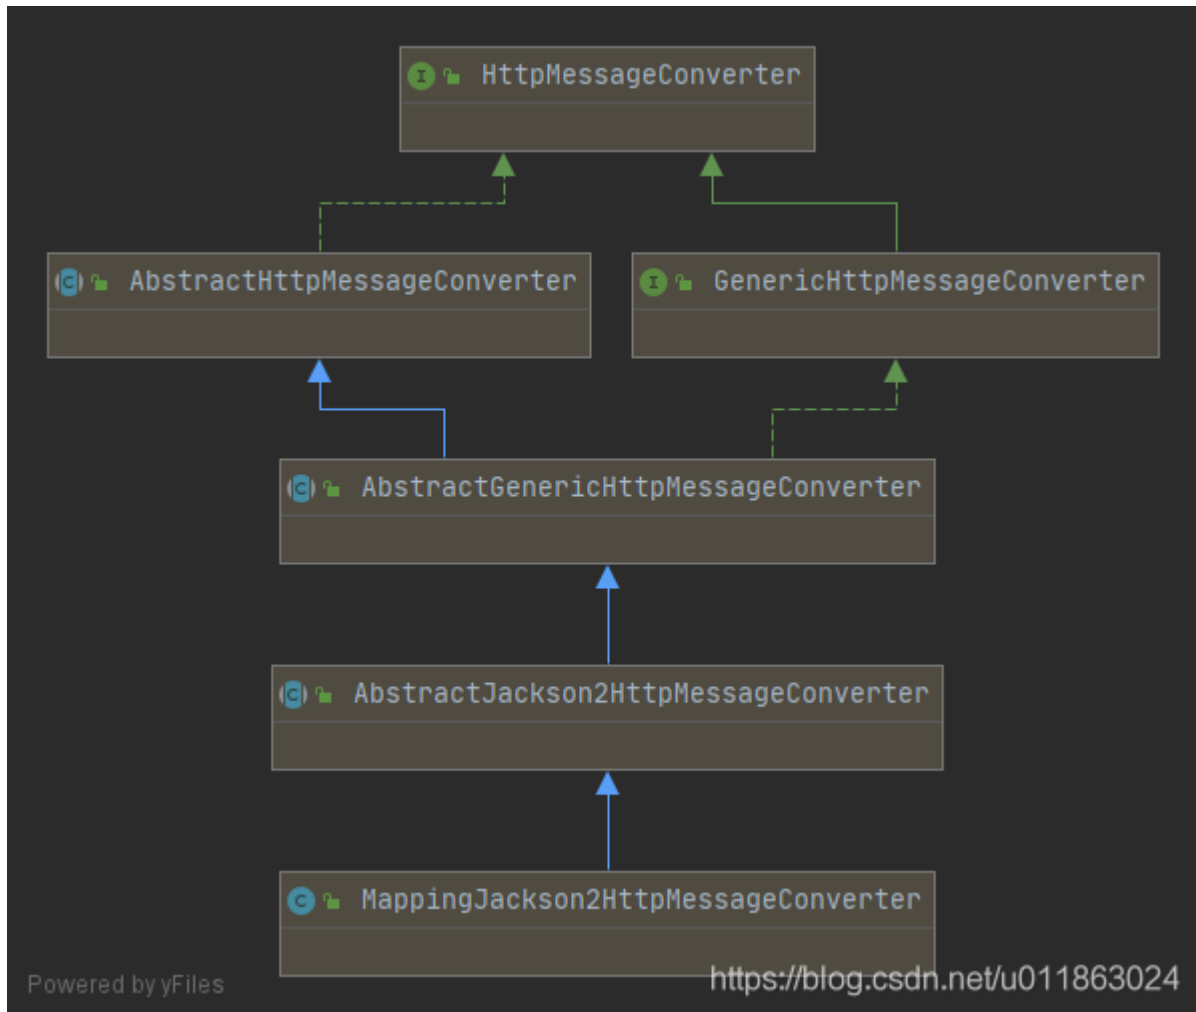 HttpMessageConverter
AbstractHttpMessageConverter
GenericHttpMessageConverter
AbstractGenericHttpMessageConverter
AbstractJackson2HttpMessageConverter
MappingJackson2HttpMessageConverter
Powered by yFiles
https://blog.csdn.net/u011863024